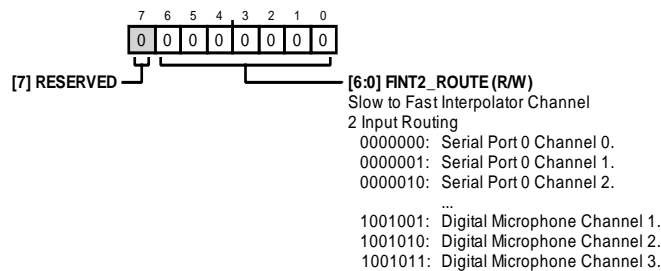 7 6 5 4 3 2 1 0
0 0 0 0 0 0 0 0
[7] RESERVED
[6:0] FINT2_ROUTE (R/W)
Slow to Fast Interpolator Channel
2 Input Routing
0000000: Serial Port 0 Channel 0.
0000001: Serial Port 0 Channel 1.
0000010: Serial Port 0 Channel 2.
...
1001001: Digital Microphone Channel 1.
1001010: Digital Microphone Channel 2.
1001011: Digital Microphone Channel 3.